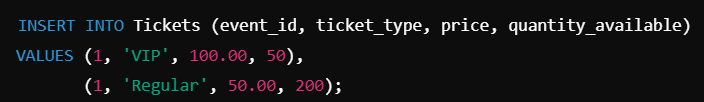 INSERT INTO Tickets (event_id, ticket_type, price, quantity_available)
VALUES (1, 'VIP', 100.00, 50),
(1, 'Regular', 50.00, 200);